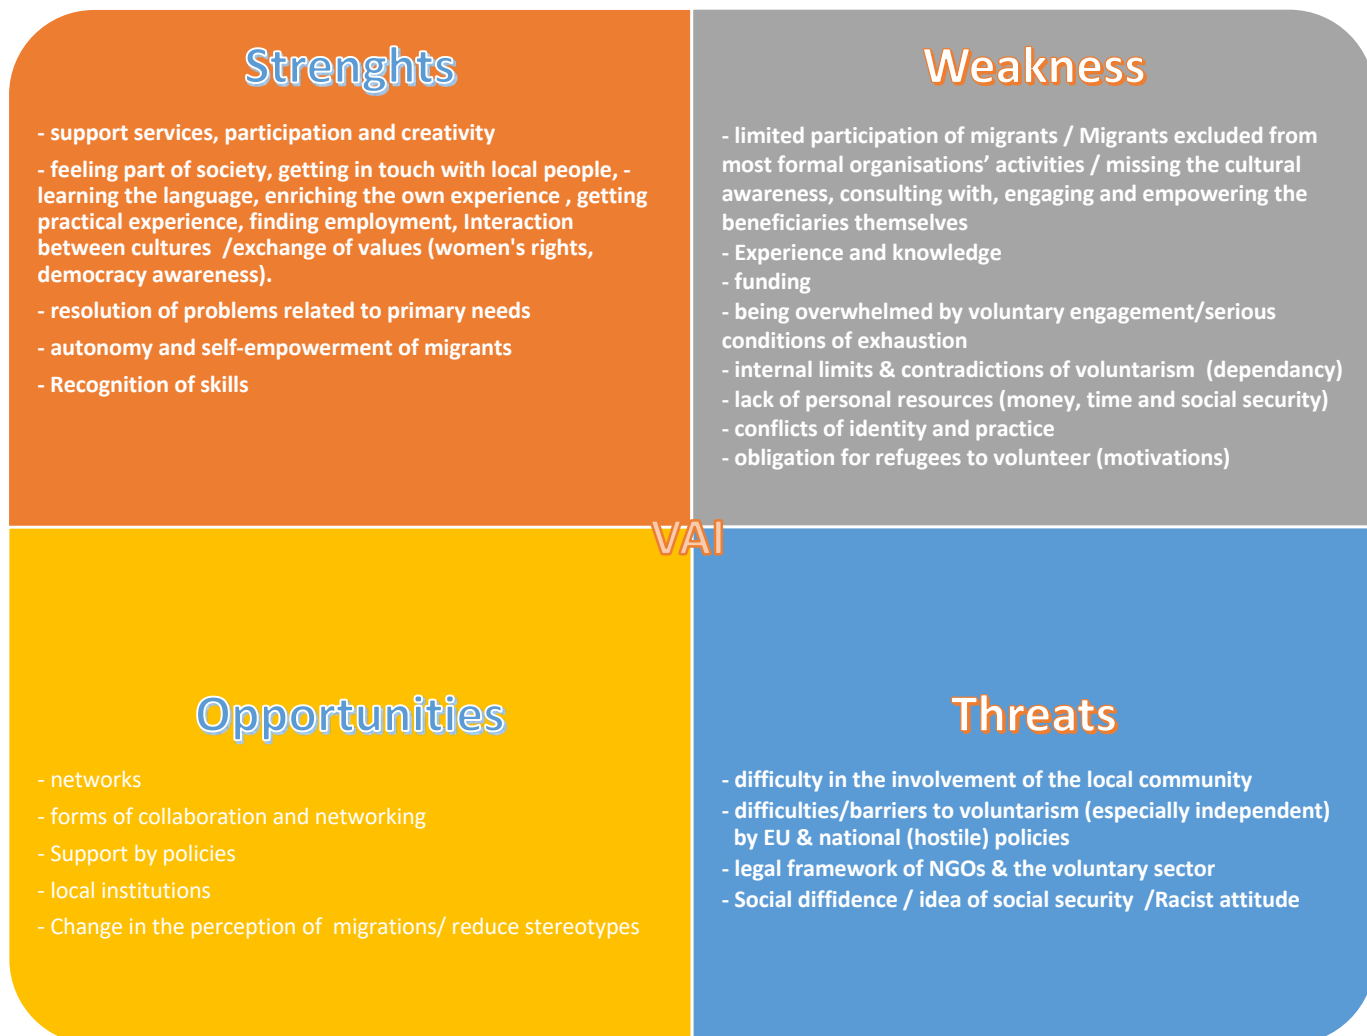 Strenghts
- support services, participation and creativity
- feeling part of society, getting in touch with local people, -
learning the language, enriching the own experience , getting
practical experience, finding employment, Interaction
between cultures  /exchange of values (women's rights,
democracy awareness).
- resolution of problems related to primary needs
- autonomy and self-empowerment of migrants
- Recognition of skills
Weakness
- limited participation of migrants / Migrants excluded from
most formal organisations’ activities / missing the cultural
awareness, consulting with, engaging and empowering the
beneficiaries themselves
- Experience and knowledge
- funding
- being overwhelmed by voluntary engagement/serious
conditions of exhaustion
- internal limits & contradictions of voluntarism  (dependancy)
- lack of personal resources (money, time and social security)
- conflicts of identity and practice
- obligation for refugees to volunteer (motivations)
VAI
Opportunities
- networks
- forms of collaboration and networking
- Support by policies
- local institutions
- Change in the perception of  migrations/ reduce stereotypes
Threats
- difficulty in the involvement of the local community
- difficulties/barriers to voluntarism (especially independent)
by EU & national (hostile) policies
- legal framework of NGOs & the voluntary sector
- Social diffidence / idea of social security  /Racist attitude